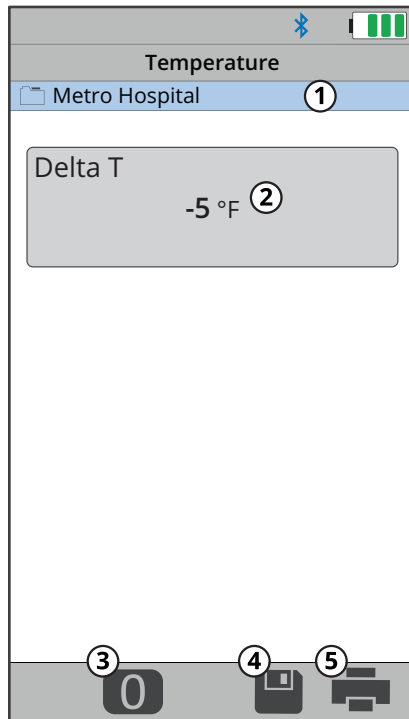 Temperature
Metro Hospital ①
Delta T
-5 °F ②
③ ④ ⑤
0